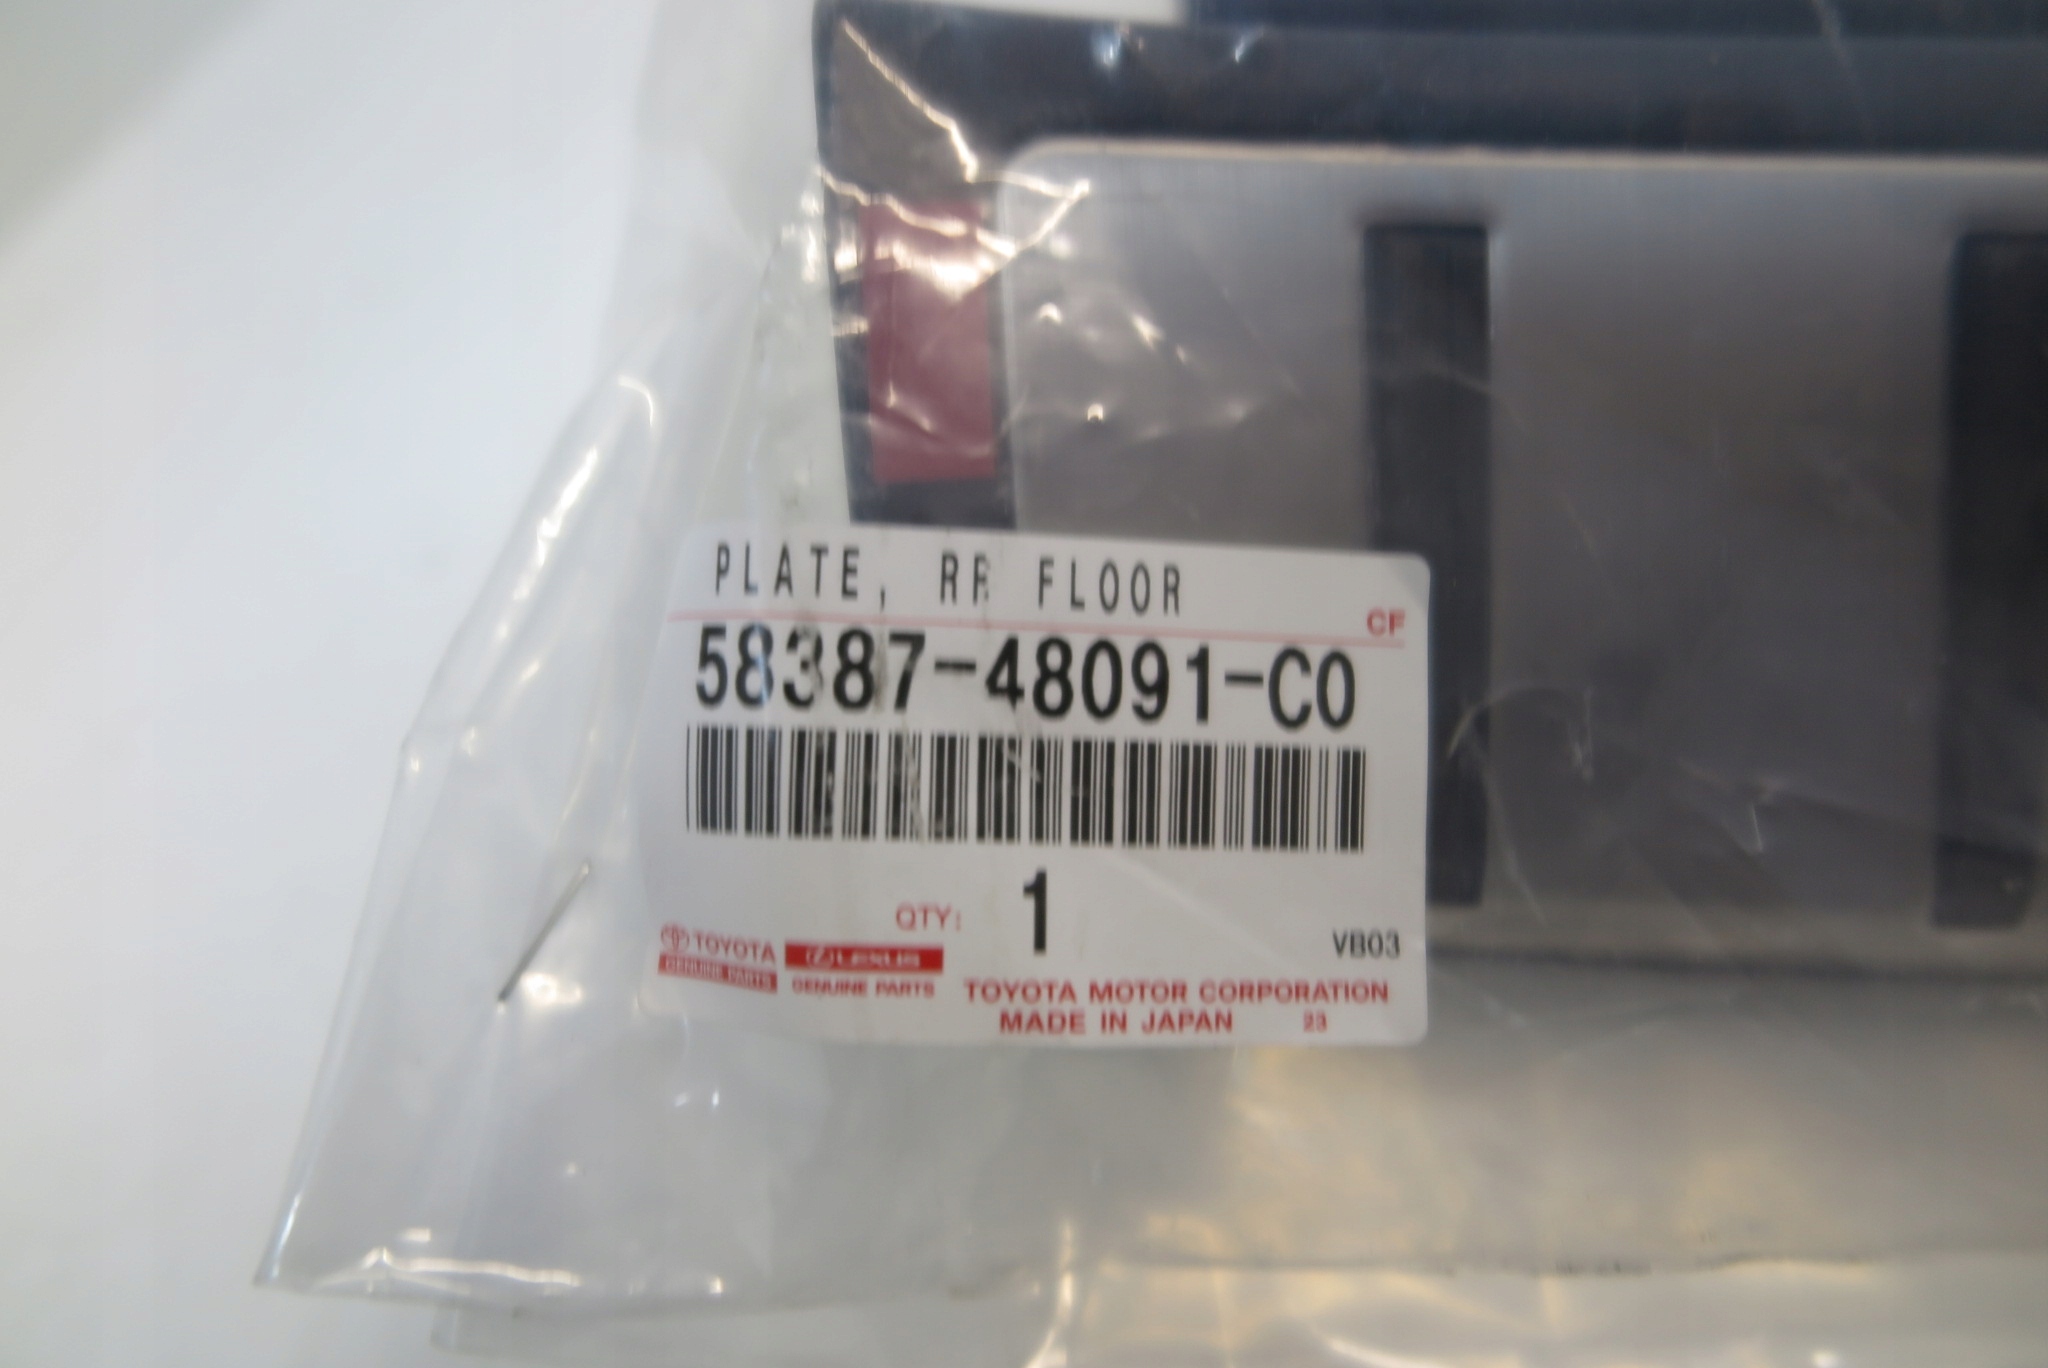 PLATE, RR FLOOR
CF
58387-48091-C0
QTY: 1
VB03
TOYOTA LEXUS
GENUINE PARTS GENUINE PARTS
TOYOTA MOTOR CORPORATION
MADE IN JAPAN 23